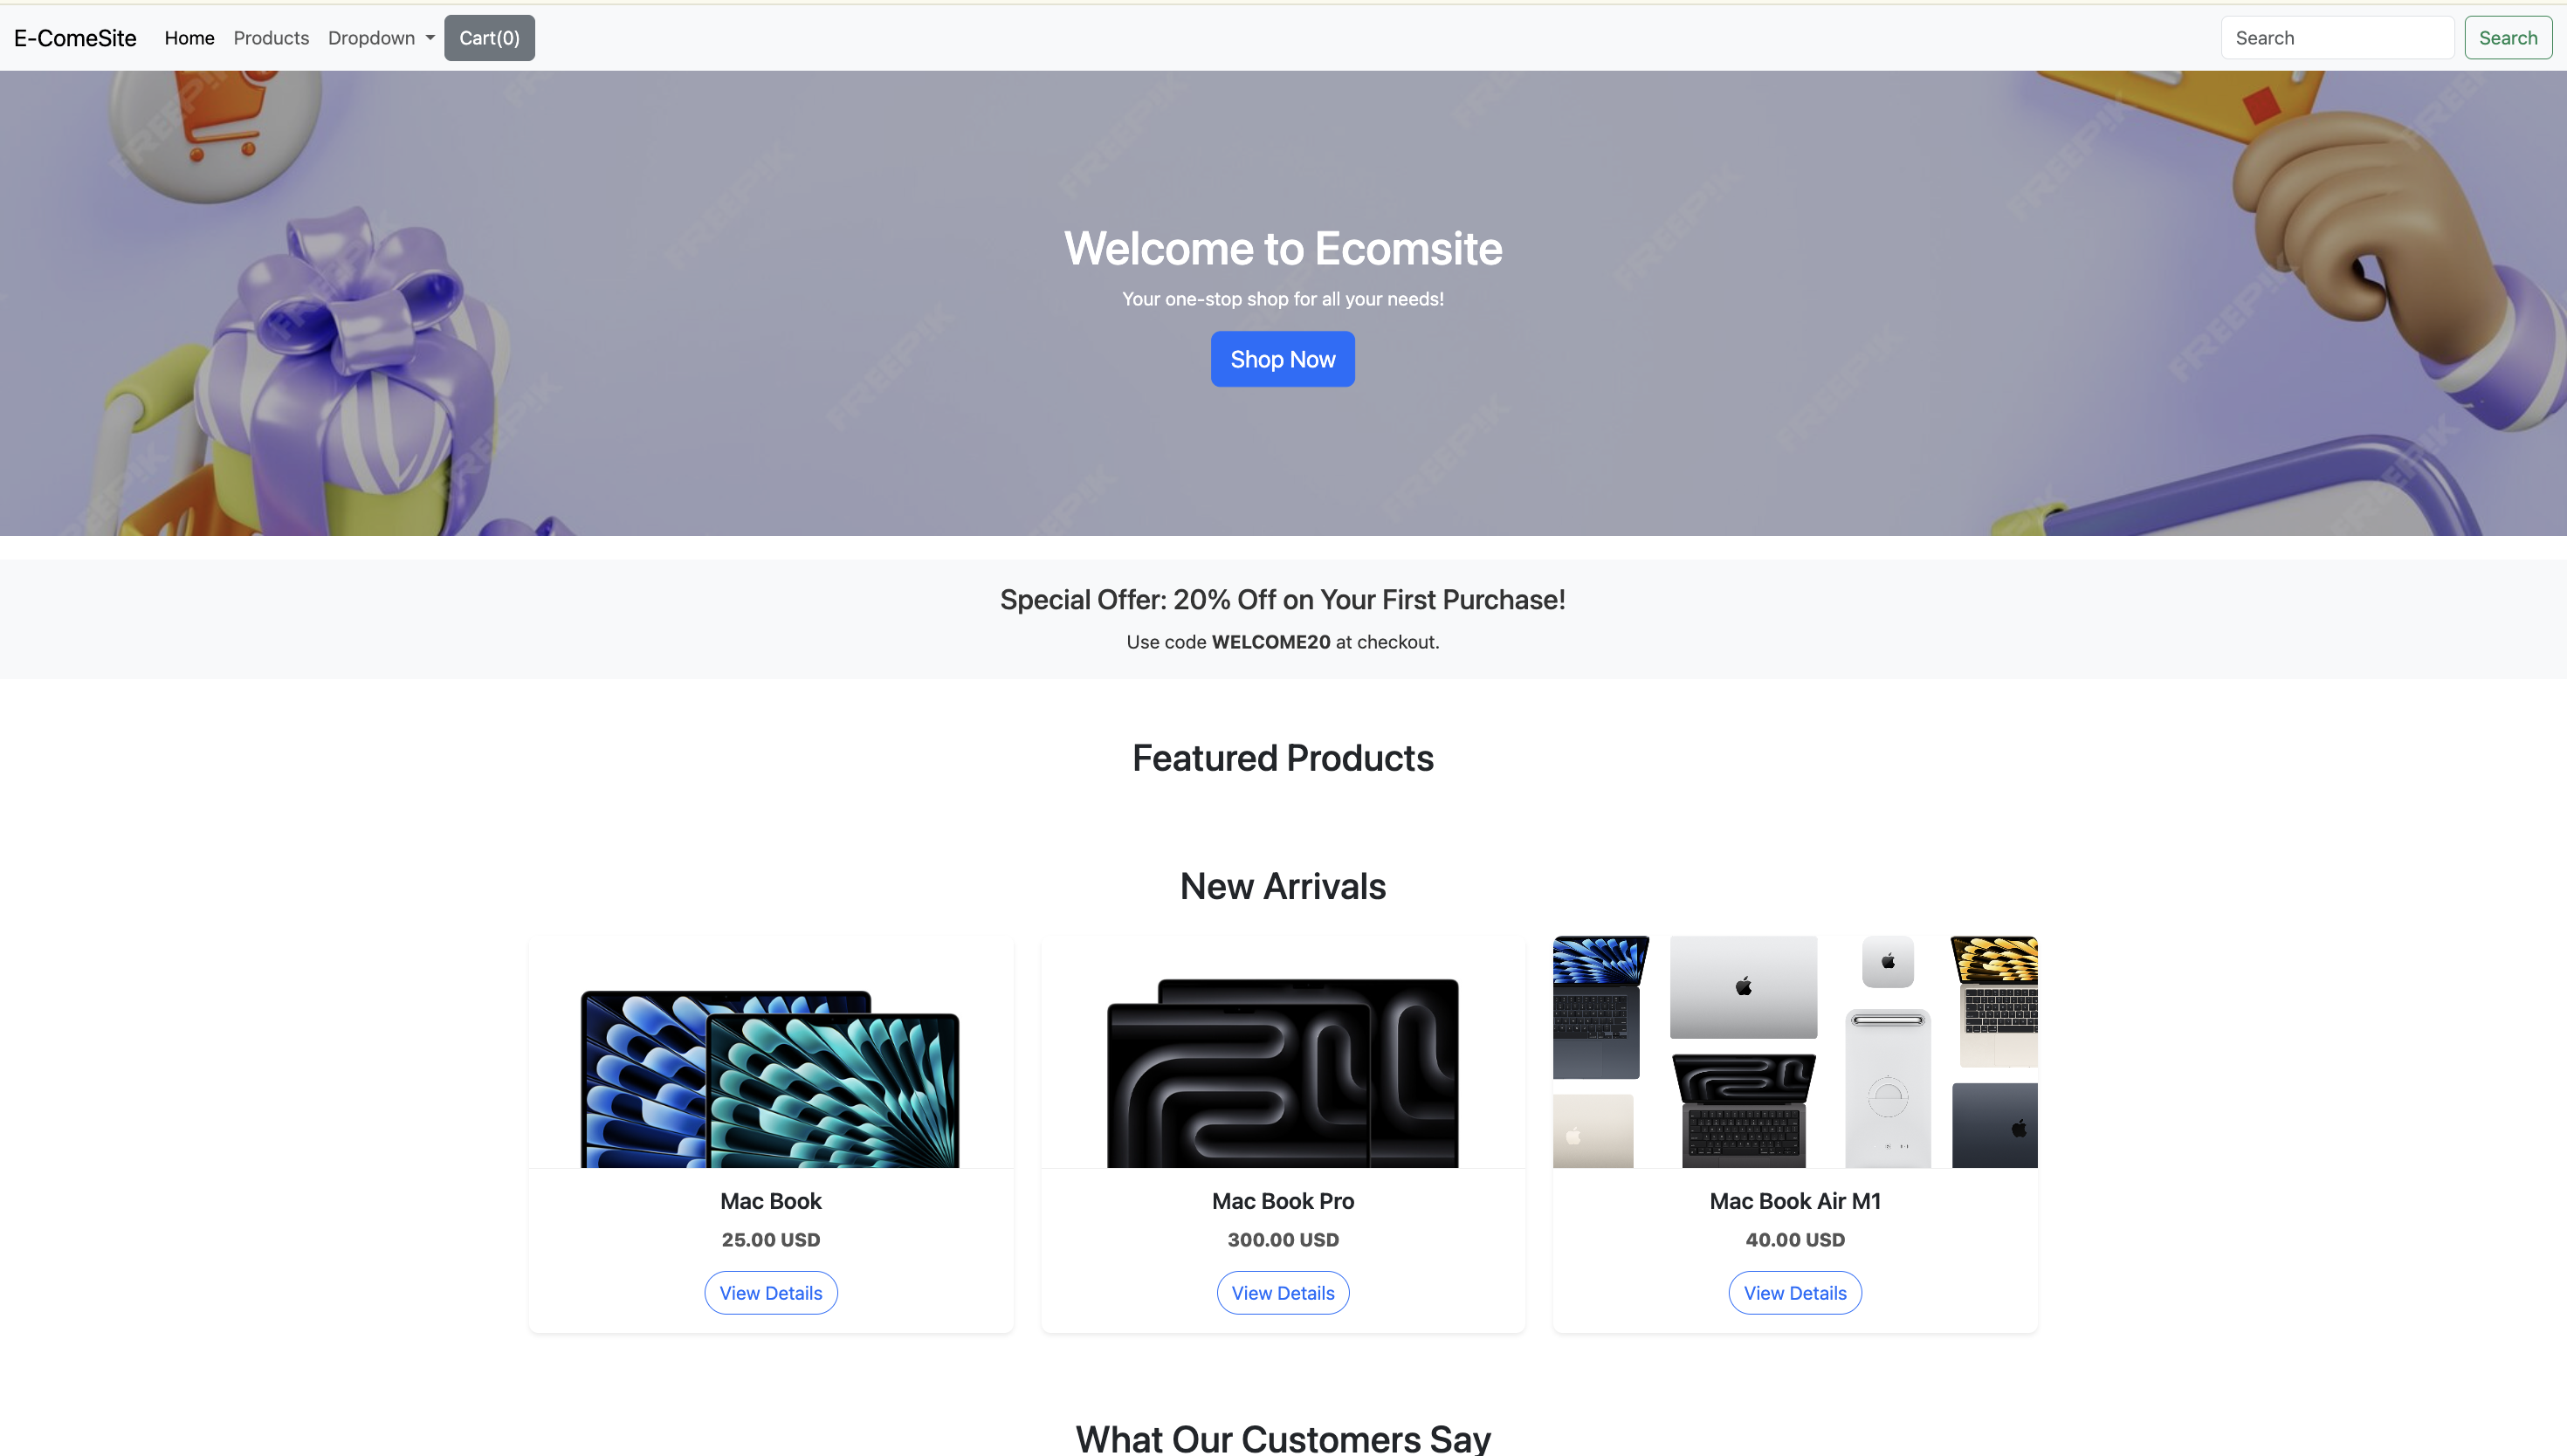 E-ComeSite Home Products Dropdown Cart(0) Search Search
FREEPIK
Welcome to Ecomsite
Your one-stop shop for all your needs!
Shop Now
Special Offer: 20% Off on Your First Purchase!
Use code WELCOME20 at checkout.
Featured Products
New Arrivals
Mac Book Mac Book Pro Mac Book Air M1
25.00 USD 300.00 USD 40.00 USD
View Details View Details View Details
What Our Customers Say